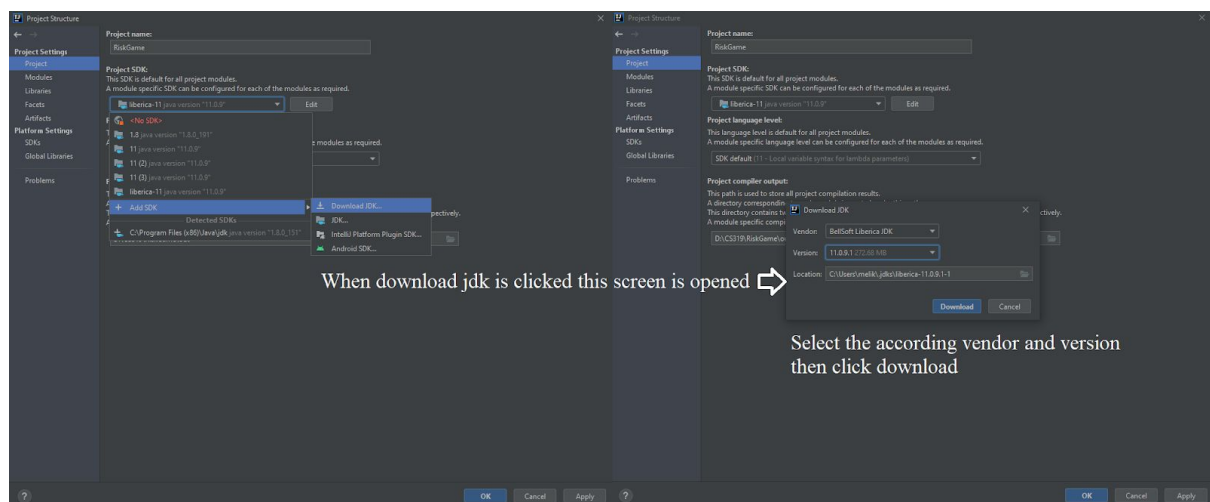 Project Structure
Project name:
RiskGame
Project Settings
Project
Modules
Libraries
Facets
Artifacts
Platform Settings
SDKs
Global Libraries
Problems
Project SDK:
This SDK is default for all project modules.
A module specific SDK can be configured for each of the modules as required.
liberica-11 java version "11.0.9"
Edit
<No SDK>
1.8 java version "1.8.0_191"
11 java version "11.0.9"
11 (2) java version "11.0.9"
11 (3) java version "11.0.9"
liberica-11 java version "11.0.9"
e modules as required.
+ Add SDK
Detected SDKs
C:\Program Files (x86)\Java\jdk java version "1.8.0_151"
Download JDK...
JDK...
IntelliJ Platform Plugin SDK...
Android SDK...
pectively.
?
OK
Cancel
Apply
When download jdk is clicked this screen is opened
Project Structure
Project name:
RiskGame
Project Settings
Project
Modules
Libraries
Facets
Artifacts
Platform Settings
SDKs
Global Libraries
Problems
Project SDK:
This SDK is default for all project modules.
A module specific SDK can be configured for each of the modules as required.
liberica-11 java version "11.0.9"
Edit
Project language level:
This language level is default for all project modules.
A module specific language level can be configured for each of the modules as required.
SDK default (11 - Local variable syntax for lambda parameters)
Project compiler output:
This path is used to store all project compilation results.
A directory correspondin
This directory contains tw
ctively.
A module specific compi
D:\CS319\RiskGame\o
Download JDK
Vendor: BellSoft Liberica JDK
Version: 11.0.9.1 272.68 MB
Location: C:\Users\melik\.jdks\liberica-11.0.9.1-1
Download
Cancel
Select the according vendor and version
then click download
?
OK
Cancel
Apply